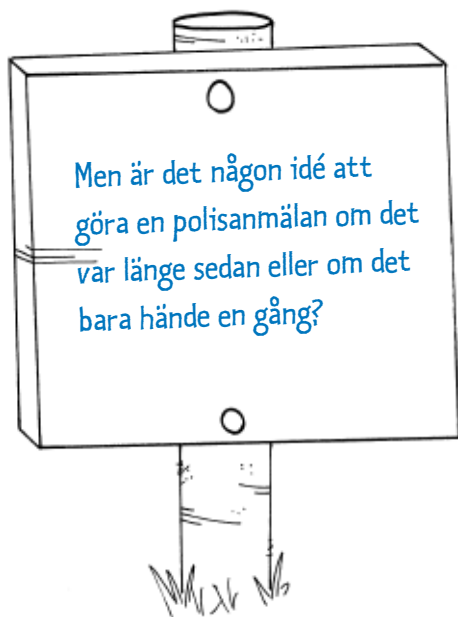 Men är det någon idé att
göra en polisanmälan om det
var länge sedan eller om det
bara hände en gång?